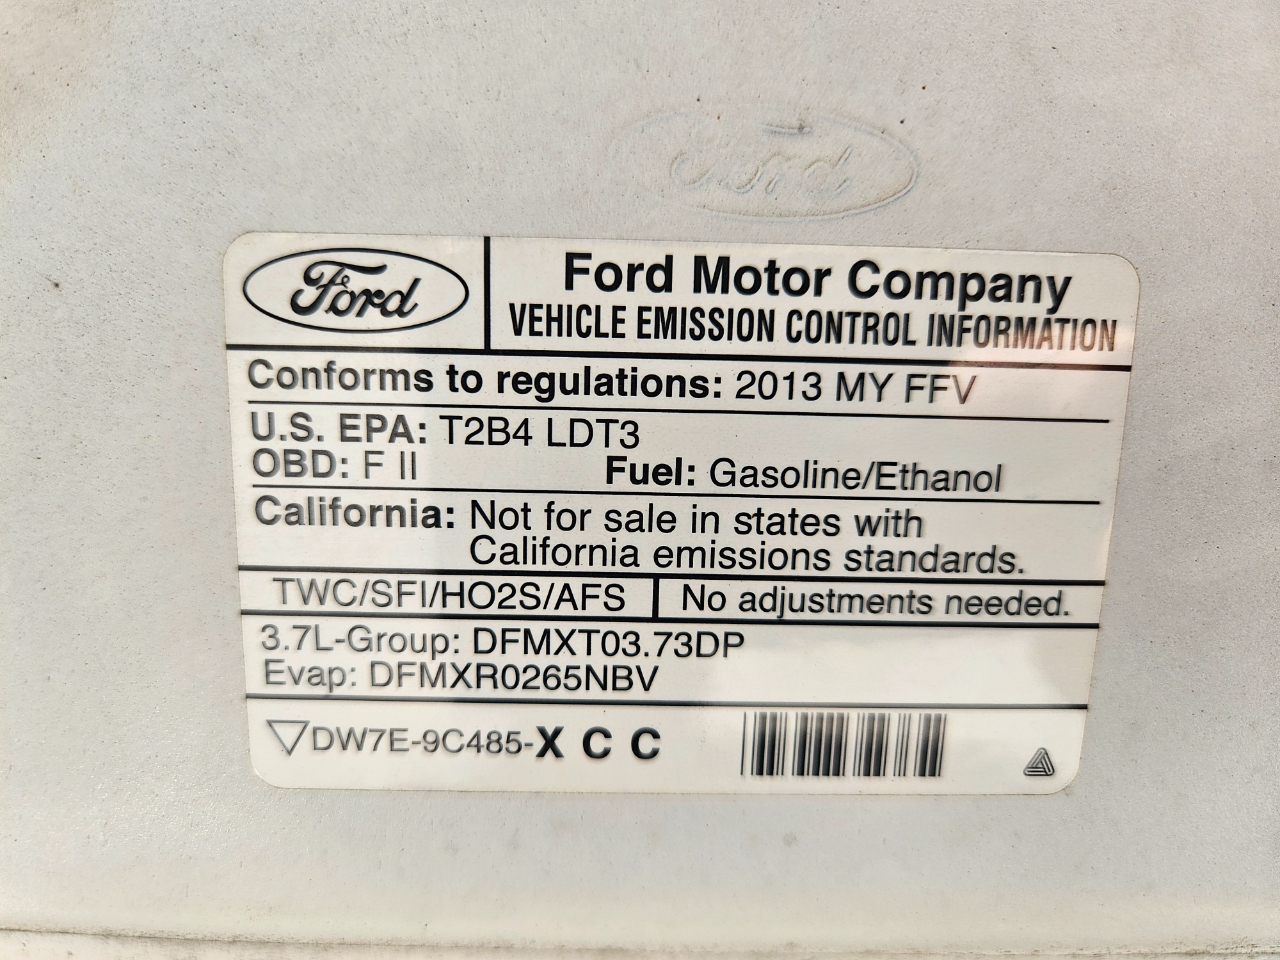 Ford
Ford
Ford Motor Company
VEHICLE EMISSION CONTROL INFORMATION
Conforms to regulations: 2013 MY FFV
U.S. EPA: T2B4 LDT3
OBD: F II Fuel: Gasoline/Ethanol
California: Not for sale in states with
California emissions standards.
TWC/SFI/HO2S/AFS No adjustments needed.
3.7L-Group: DFMXT03.73DP
Evap: DFMXR0265NBV
DW7E-9C485-X C C